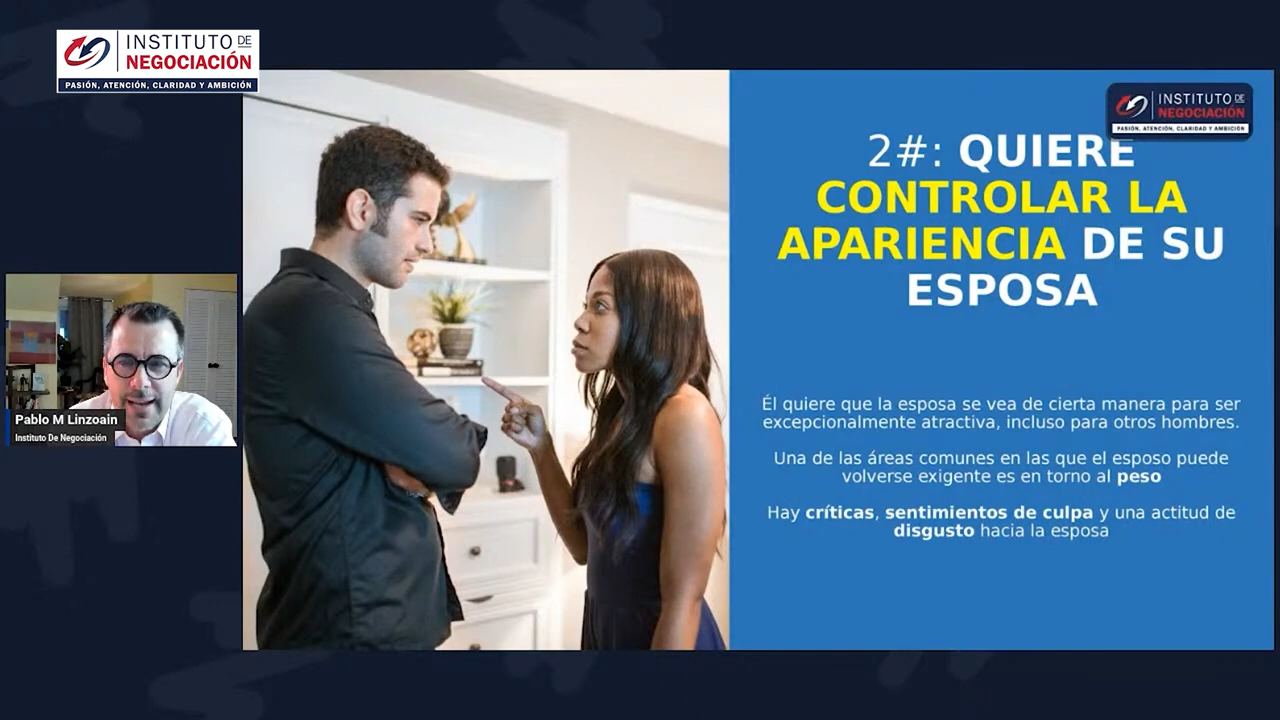 INSTITUTO DE
NEGOCIACIÓN
PASIÓN, ATENCIÓN, CLARIDAD Y AMBICIÓN
INSTITUTO DE
NEGOCIACIÓN
PASIÓN, ATENCIÓN, CLARIDAD Y AMBICIÓN
2#: QUIERE
CONTROLAR LA
APARIENCIA DE SU
ESPOSA
Él quiere que la esposa se vea de cierta manera para ser
excepcionalmente atractiva, incluso para otros hombres.
Una de las áreas comunes en las que el esposo puede
volverse exigente es en torno al peso
Hay críticas, sentimientos de culpa y una actitud de
disgusto hacia la esposa
Pablo M Linzoain
Instituto De Negociación